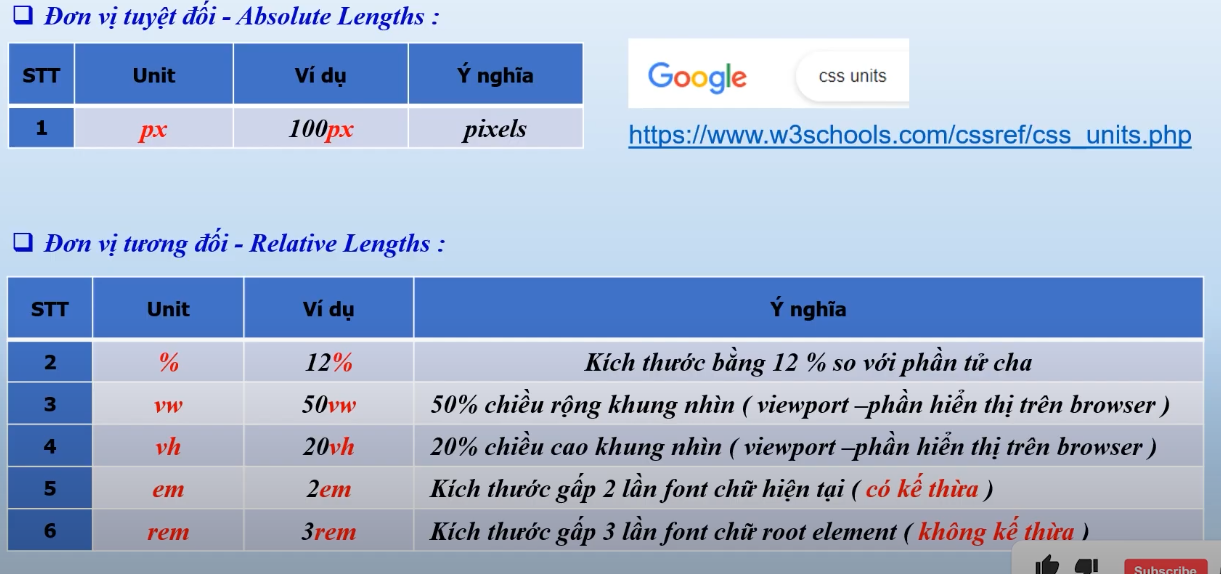 ❑ Đơn vị tuyệt đối - Absolute Lengths :
STT Unit Ví dụ Ý nghĩa
1 px 100px pixels
Google css units
https://www.w3schools.com/cssref/css_units.php
❑ Đơn vị tương đối - Relative Lengths :
STT Unit Ví dụ Ý nghĩa
2 % 12% Kích thước bằng 12 % so với phần tử cha
3 vw 50vw 50% chiều rộng khung nhìn ( viewport –phần hiển thị trên browser )
4 vh 20vh 20% chiều cao khung nhìn ( viewport –phần hiển thị trên browser )
5 em 2em Kích thước gấp 2 lần font chữ hiện tại ( có kế thừa )
6 rem 3rem Kích thước gấp 3 lần font chữ root element ( không kế thừa )
Subscribe